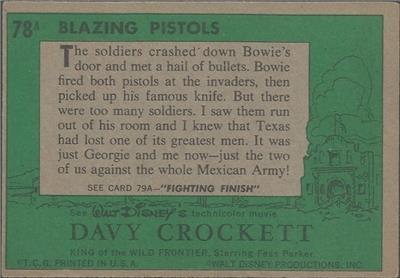 78A BLAZING PISTOLS
The soldiers crashed down Bowie's
door and met a hail of bullets. Bowie
fired both pistols at the invaders, then
picked up his famous knife. But there
were too many soldiers. I saw them run
out of his room and I knew that Texas
had lost one of its greatest men. It was
just Georgie and me now—just the two
of us against the whole Mexican Army!
SEE CARD 79A—"FIGHTING FINISH"
See Walt Disney's technicolor movie
DAVY CROCKETT
KING of the WILD FRONTIER, Starring Fess Parker.
©T.C.G. PRINTED IN U.S.A. ©WALT DISNEY PRODUCTIONS, INC.